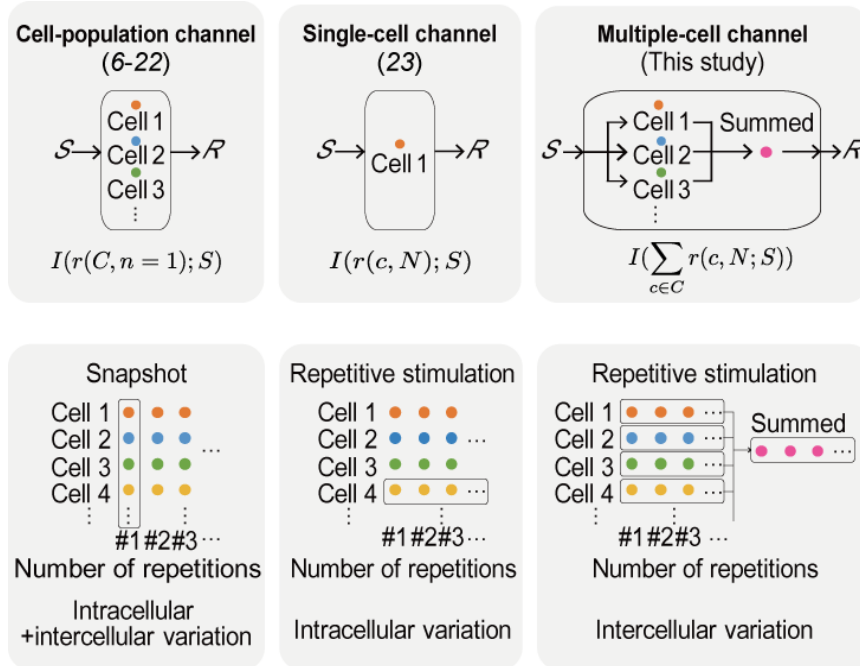 Cell-population channel
(6-22)
S
Cell 1
Cell 2
Cell 3
⋮
R
I(r(C, n = 1); S)
Single-cell channel
(23)
S
Cell 1
R
I(r(c, N); S)
Multiple-cell channel
(This study)
S
Cell 1
Cell 2
Cell 3
⋮
Summed
R
I(∑ r(c, N; S))
c∈C
Snapshot
Cell 1
Cell 2
Cell 3
Cell 4
...
⋮ ⋮ ⋮
#1 #2 #3 ...
Number of repetitions
Intracellular
+intercellular variation
Repetitive stimulation
Cell 1
Cell 2 ...
Cell 3
Cell 4 ...
⋮ ⋮
#1 #2 #3 ...
Number of repetitions
Intracellular variation
Repetitive stimulation
Cell 1 ...
Cell 2 ...
Cell 3 ...
Cell 4 ...
Summed
...
⋮ ⋮
#1 #2 #3 ...
Number of repetitions
Intercellular variation